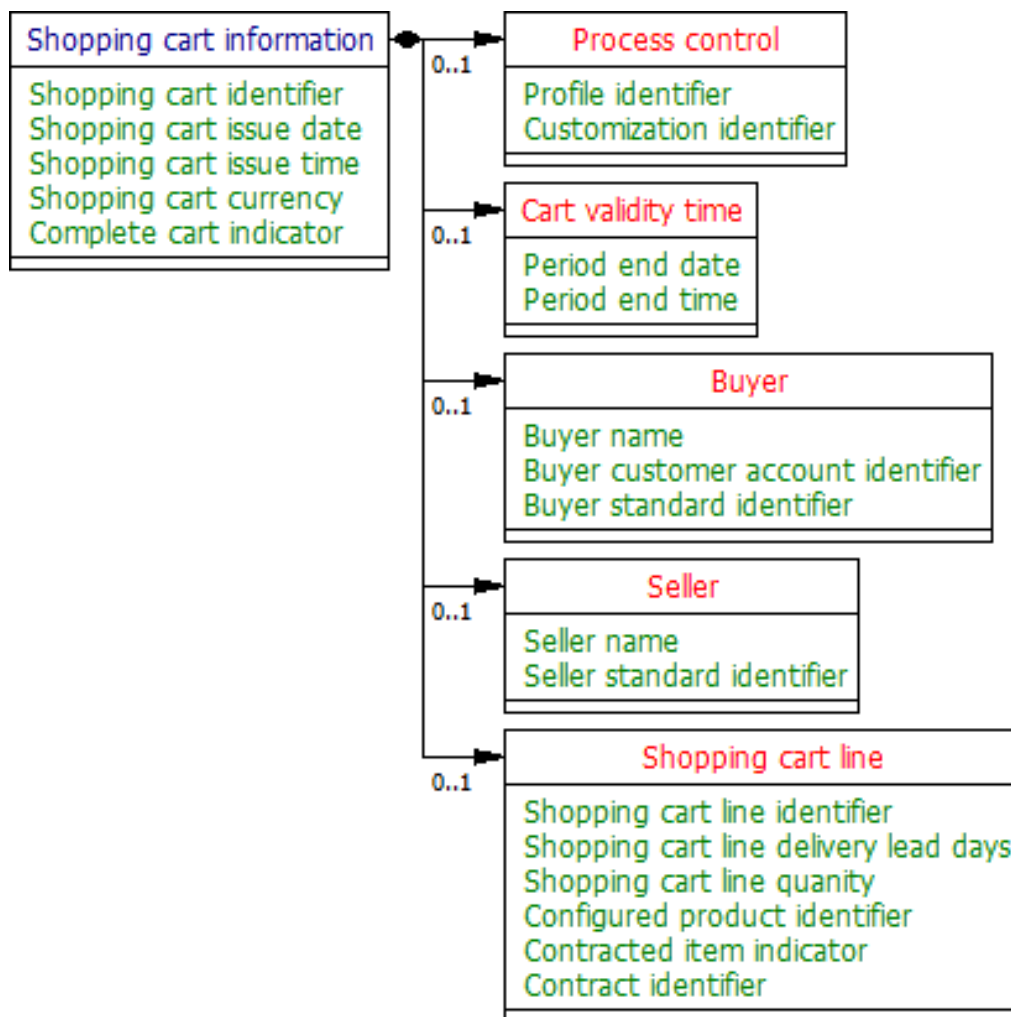 Shopping cart information
Shopping cart identifier
Shopping cart issue date
Shopping cart issue time
Shopping cart currency
Complete cart indicator
0..1
Process control
Profile identifier
Customization identifier
0..1
Cart validity time
Period end date
Period end time
0..1
Buyer
Buyer name
Buyer customer account identifier
Buyer standard identifier
0..1
Seller
Seller name
Seller standard identifier
0..1
Shopping cart line
Shopping cart line identifier
Shopping cart line delivery lead days
Shopping cart line quanity
Configured product identifier
Contracted item indicator
Contract identifier